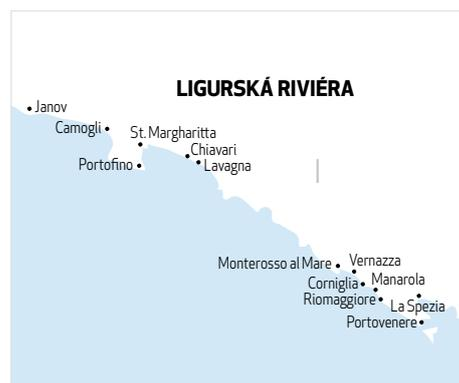 LIGURSKÁ RIVIÉRA
Janov
Camogli
St. Margharitta
Chiavari
Portofino
Lavagna
Monterosso al Mare
Vernazza
Corniglia
Manarola
Riomaggiore
La Spezia
Portovenere